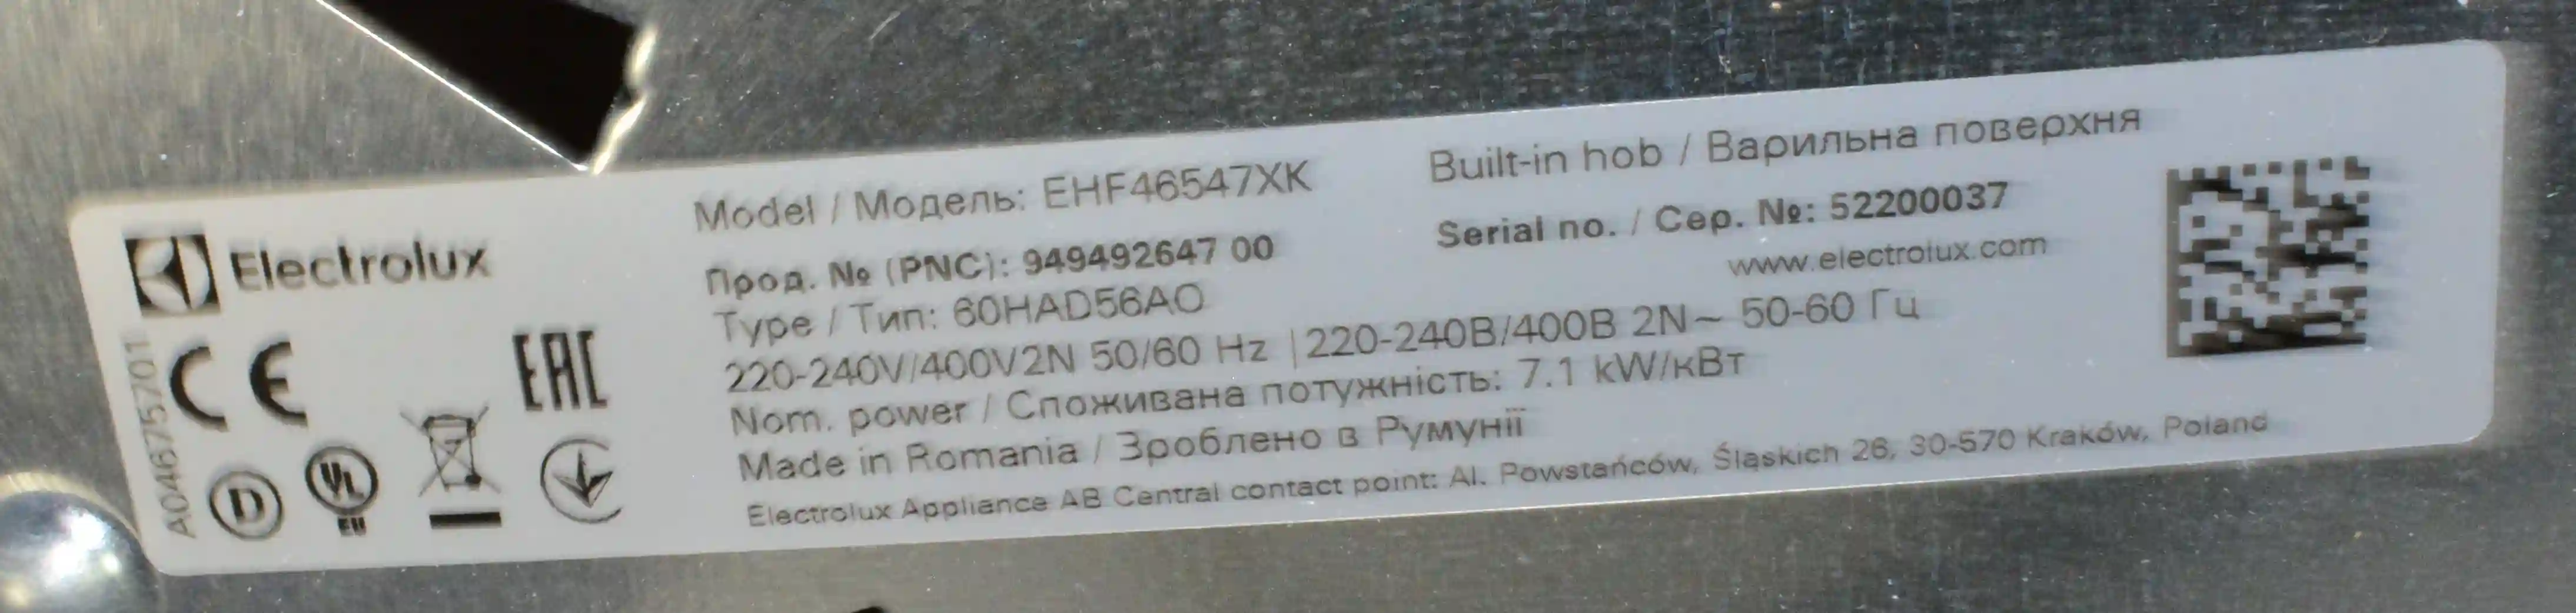 Electrolux
Model / Модель: EHF46547XK
Built-in hob / Варильна поверхня
Прод. № (PNC): 949492647 00
Serial no. / Сер. №: 52200037
www.electrolux.com
Type / Тип: 60HAD56AO
220-240V/400V2N 50/60 Hz | 220-240В/400В 2N~ 50-60 Гц
Nom. power / Споживана потужність: 7.1 kW/кВт
Made in Romania / Зроблено в Румунії
Electrolux Appliance AB Central contact point: Al. Powstańców, Śląskich 26, 30-570 Kraków, Poland
CE
EAC
A04675701
D
UL
EU